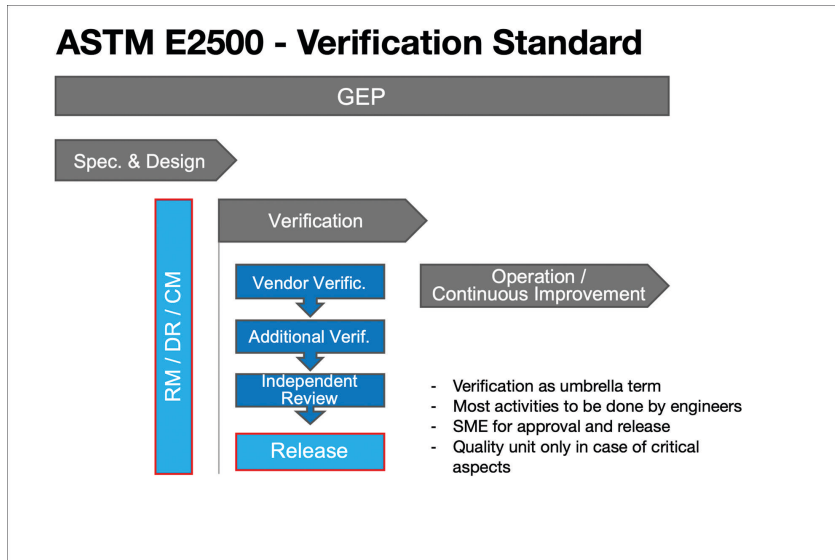 ASTM E2500 - Verification Standard
GEP
Spec. & Design
RM / DR / CM
Verification
Vendor Verific.
Additional Verif.
Independent
Review
Release
Operation /
Continuous Improvement
- Verification as umbrella term
- Most activities to be done by engineers
- SME for approval and release
- Quality unit only in case of critical
aspects